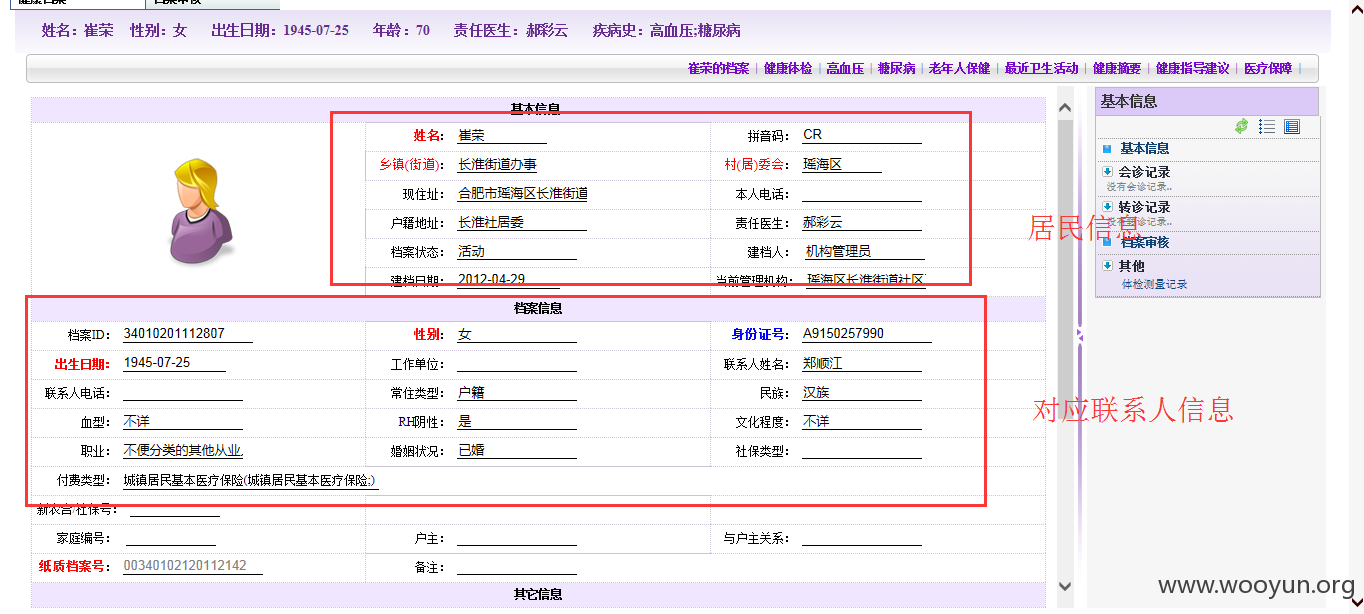 姓名：崔荣 性别：女 出生日期：1945-07-25 年龄：70 责任医生：郝彩云 疾病史：高血压;糖尿病
崔荣的档案 | 健康体检 | 高血压 | 糖尿病 | 老年人保健 | 最近卫生活动 | 健康摘要 | 健康指导建议 | 医疗保障 |
基本信息
姓名： 崔荣 拼音码： CR
乡镇(街道)： 长淮街道办事 村(居)委会： 瑶海区
现住址： 合肥市瑶海区长淮街道 本人电话：
户籍地址： 长淮社居委 责任医生： 郝彩云
档案状态： 活动 建档人： 机构管理员
建档日期： 2012-04-29 当前管理机构： 瑶海区长淮街道社区
档案信息
档案ID： 34010201112807 性别： 女 身份证号： A9150257990
出生日期： 1945-07-25 工作单位： 联系人姓名： 郑顺江
联系人电话： 常住类型： 户籍 民族： 汉族
血型： 不详 RH阴性： 是 文化程度： 不详
职业： 不便分类的其他从业. 婚姻状况： 已婚 社保类型：
付费类型： 城镇居民基本医疗保险(城镇居民基本医疗保险;)
家庭编号： 户主： 与户主关系：
纸质档案号： 00340102120112142 备注：
其它信息
基本信息
基本信息
会诊记录
没有会诊记录..
转诊记录
没有转诊记录..
档案审核
其他
体检测量记录
居民信息
对应联系人信息
www.wooyun.org